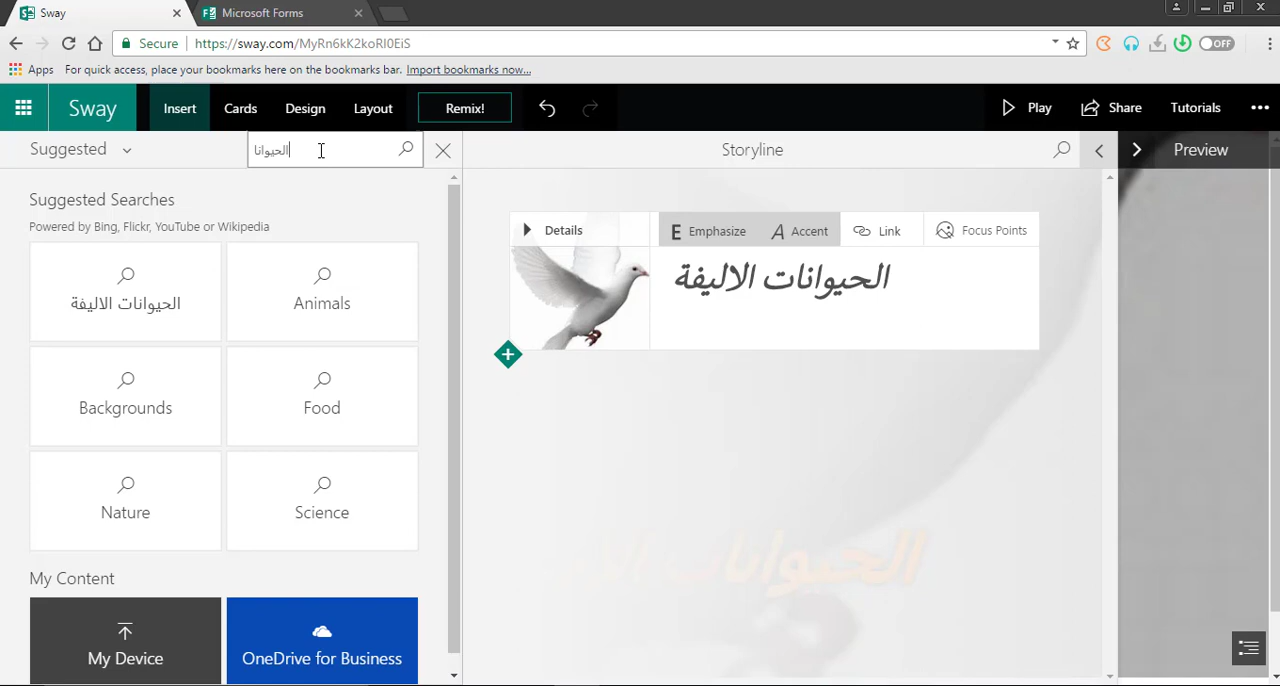 Sway
Microsoft Forms
Secure
https://sway.com/MyRn6kK2koRI0EiS
OFF
Apps
For quick access, place your bookmarks here on the bookmarks bar. Import bookmarks now...
Sway
Insert
Cards
Design
Layout
Remix!
Play
Share
Tutorials
Suggested
الحيوانا
Storyline
Preview
Suggested Searches
Powered by Bing, Flickr, YouTube or Wikipedia
الحيوانات الاليفة
Animals
Backgrounds
Food
Nature
Science
My Content
My Device
OneDrive for Business
Details
Emphasize
Accent
Link
Focus Points
الحيوانات الاليفة
الحيوانات